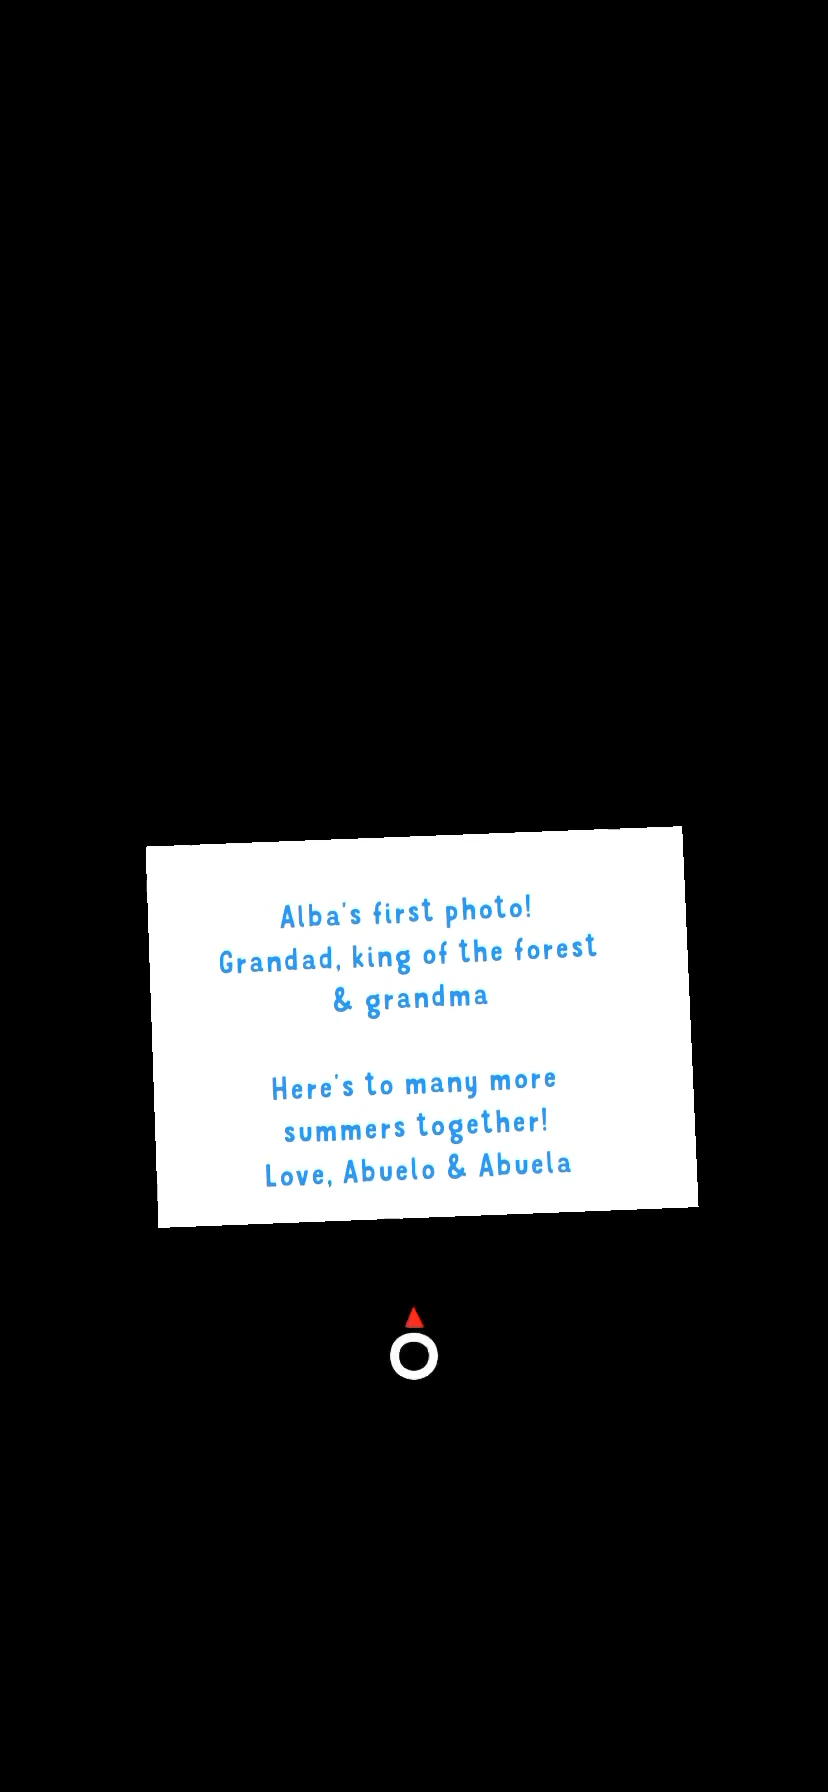 Alba's first photo!
Grandad, king of the forest
& grandma
Here's to many more
summers together!
Love, Abuelo & Abuela